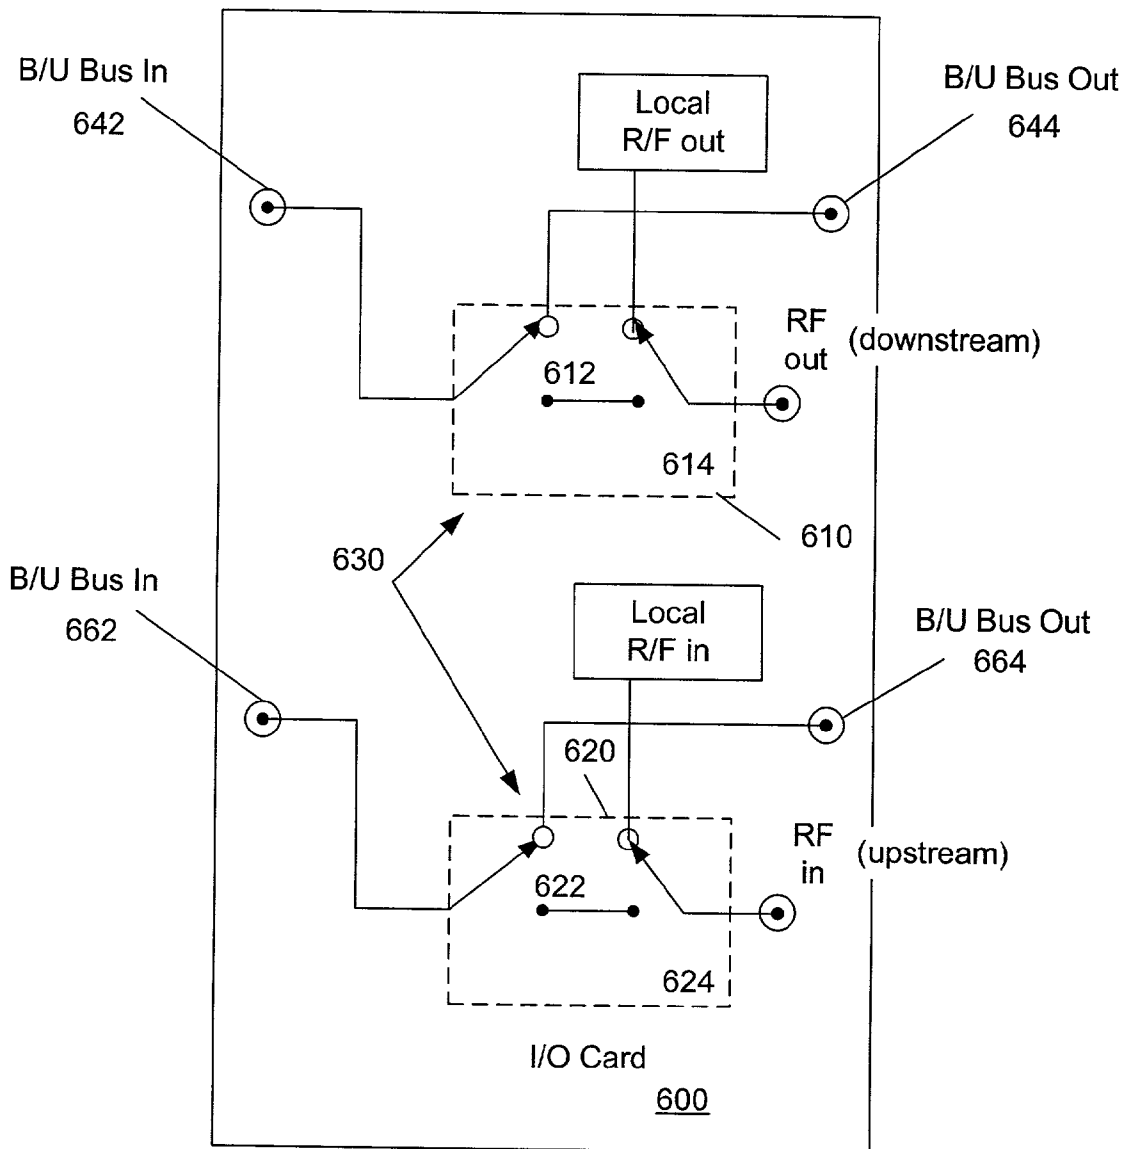 B/U Bus In
642
Local
R/F out
B/U Bus Out
644
RF
out
(downstream)
612
614
610
630
B/U Bus In
662
Local
R/F in
B/U Bus Out
664
620
RF
in
(upstream)
622
624
I/O Card
600